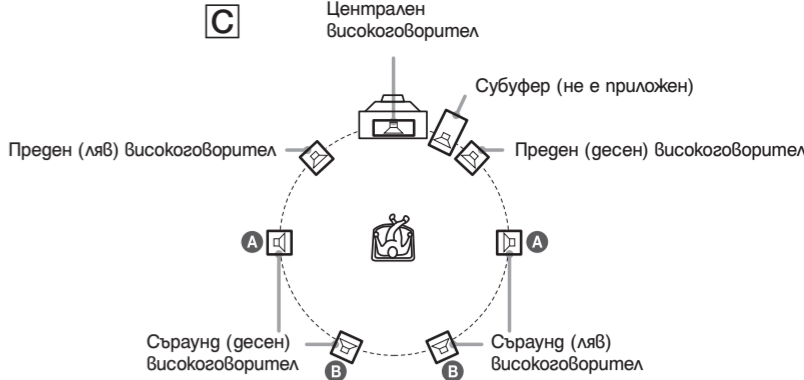 C
Централен
високоговорител
Субуфер (не е приложен)
Преден (ляв) високоговорител
Преден (десен) високоговорител
A
A
Съраунд (десен)
високоговорител
B
B
Съраунд (ляв)
високоговорител